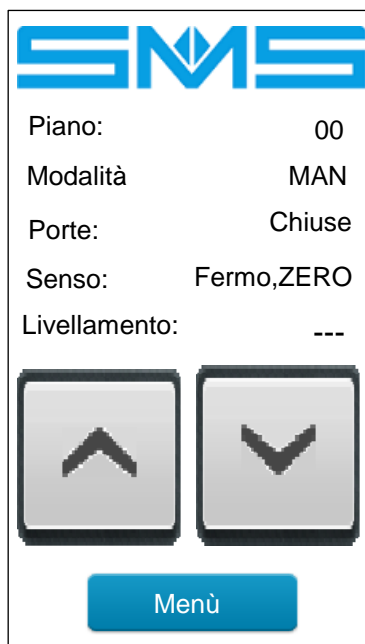 SMS
Piano: 00
Modalità MAN
Porte: Chiuse
Senso: Fermo,ZERO
Livellamento: ---
Menù